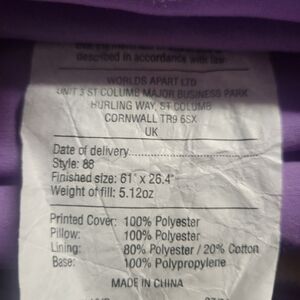 described in accordance with law.
WORLDS APART LTD
UNIT 3 ST COLUMB MAJOR BUSINESS PARK
HURLING WAY, ST COLUMB
CORNWALL TR9 6SX
UK
Date of delivery
Style: 88
Finished size: 61" x 26.4"
Weight of fill: 5.12oz
Printed Cover: 100% Polyester
Pillow: 100% Polyester
Lining: 80% Polyester / 20% Cotton
Base: 100% Polypropylene
MADE IN CHINA